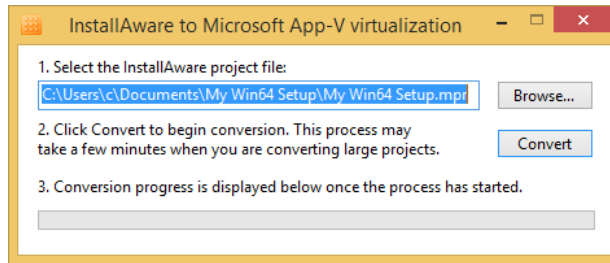 InstallAware to Microsoft App-V virtualization
1. Select the InstallAware project file:
C:\Users\c\Documents\My Win64 Setup\My Win64 Setup.mpr
Browse...
2. Click Convert to begin conversion. This process may
take a few minutes when you are converting large projects.
Convert
3. Conversion progress is displayed below once the process has started.